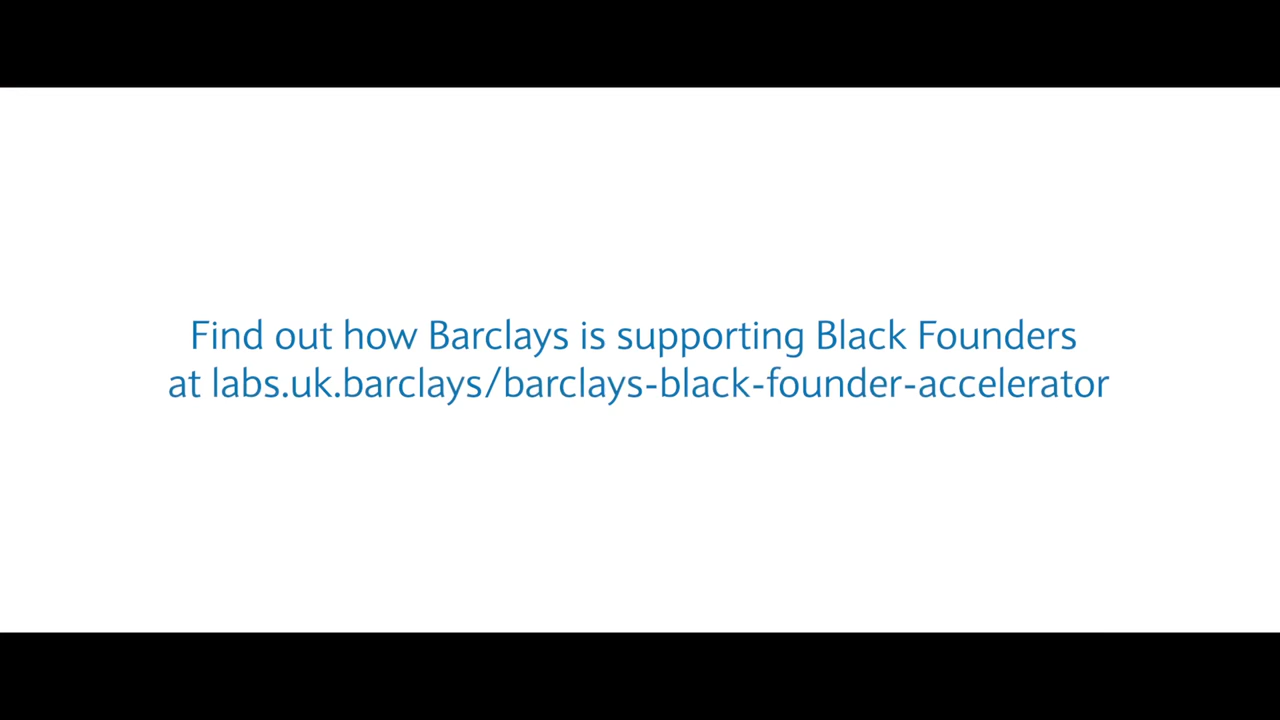 Find out how Barclays is supporting Black Founders
at labs.uk.barclays/barclays-black-founder-accelerator